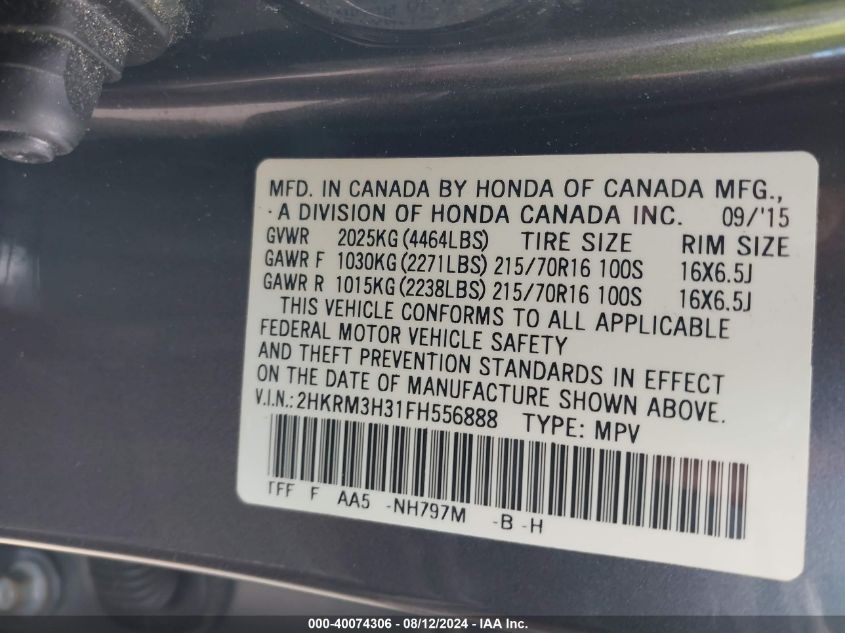 MFD. IN CANADA BY HONDA OF CANADA MFG.,
A DIVISION OF HONDA CANADA INC. 09/'15
GVWR 2025KG (4464LBS) TIRE SIZE RIM SIZE
GAWR F 1030KG (2271LBS) 215/70R16 100S 16X6.5J
GAWR R 1015KG (2238LBS) 215/70R16 100S 16X6.5J
THIS VEHICLE CONFORMS TO ALL APPLICABLE
FEDERAL MOTOR VEHICLE SAFETY
AND THEFT PREVENTION STANDARDS IN EFFECT
ON THE DATE OF MANUFACTURE SHOWN ABOVE.
V.I.N.: 2HKRM3H31FH556888 TYPE: MPV
TFF F AA5 -NH797M -B -H
000-40074306 - 08/12/2024 - IAA Inc.